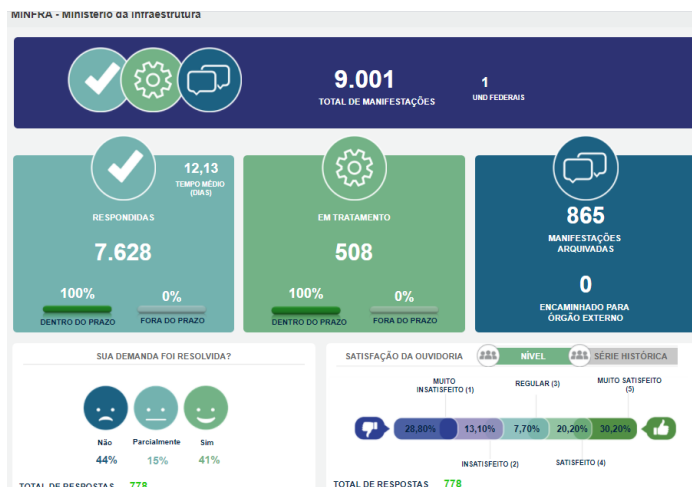 MINFRA - Ministério da Infraestrutura
9.001
TOTAL DE MANIFESTAÇÕES
1
UND FEDERAIS
12,13
TEMPO MÉDIO
(DIAS)
RESPONDIDAS
7.628
100%
0%
DENTRO DO PRAZO
FORA DO PRAZO
EM TRATAMENTO
508
100%
0%
DENTRO DO PRAZO
FORA DO PRAZO
865
MANIFESTAÇÕES
ARQUIVADAS
0
ENCAMINHADO PARA
ÓRGÃO EXTERNO
SUA DEMANDA FOI RESOLVIDA?
Não
Parcialmente
Sim
44%
15%
41%
TOTAL DE RESPOSTAS 778
SATISFAÇÃO DA OUVIDORIA
NÍVEL
SÉRIE HISTÓRICA
MUITO
INSATISFEITO (1)
REGULAR (3)
MUITO SATISFEITO
(5)
28,80%
13,10%
7,70%
20,20%
30,20%
INSATISFEITO (2)
SATISFEITO (4)
TOTAL DE RESPOSTAS 778